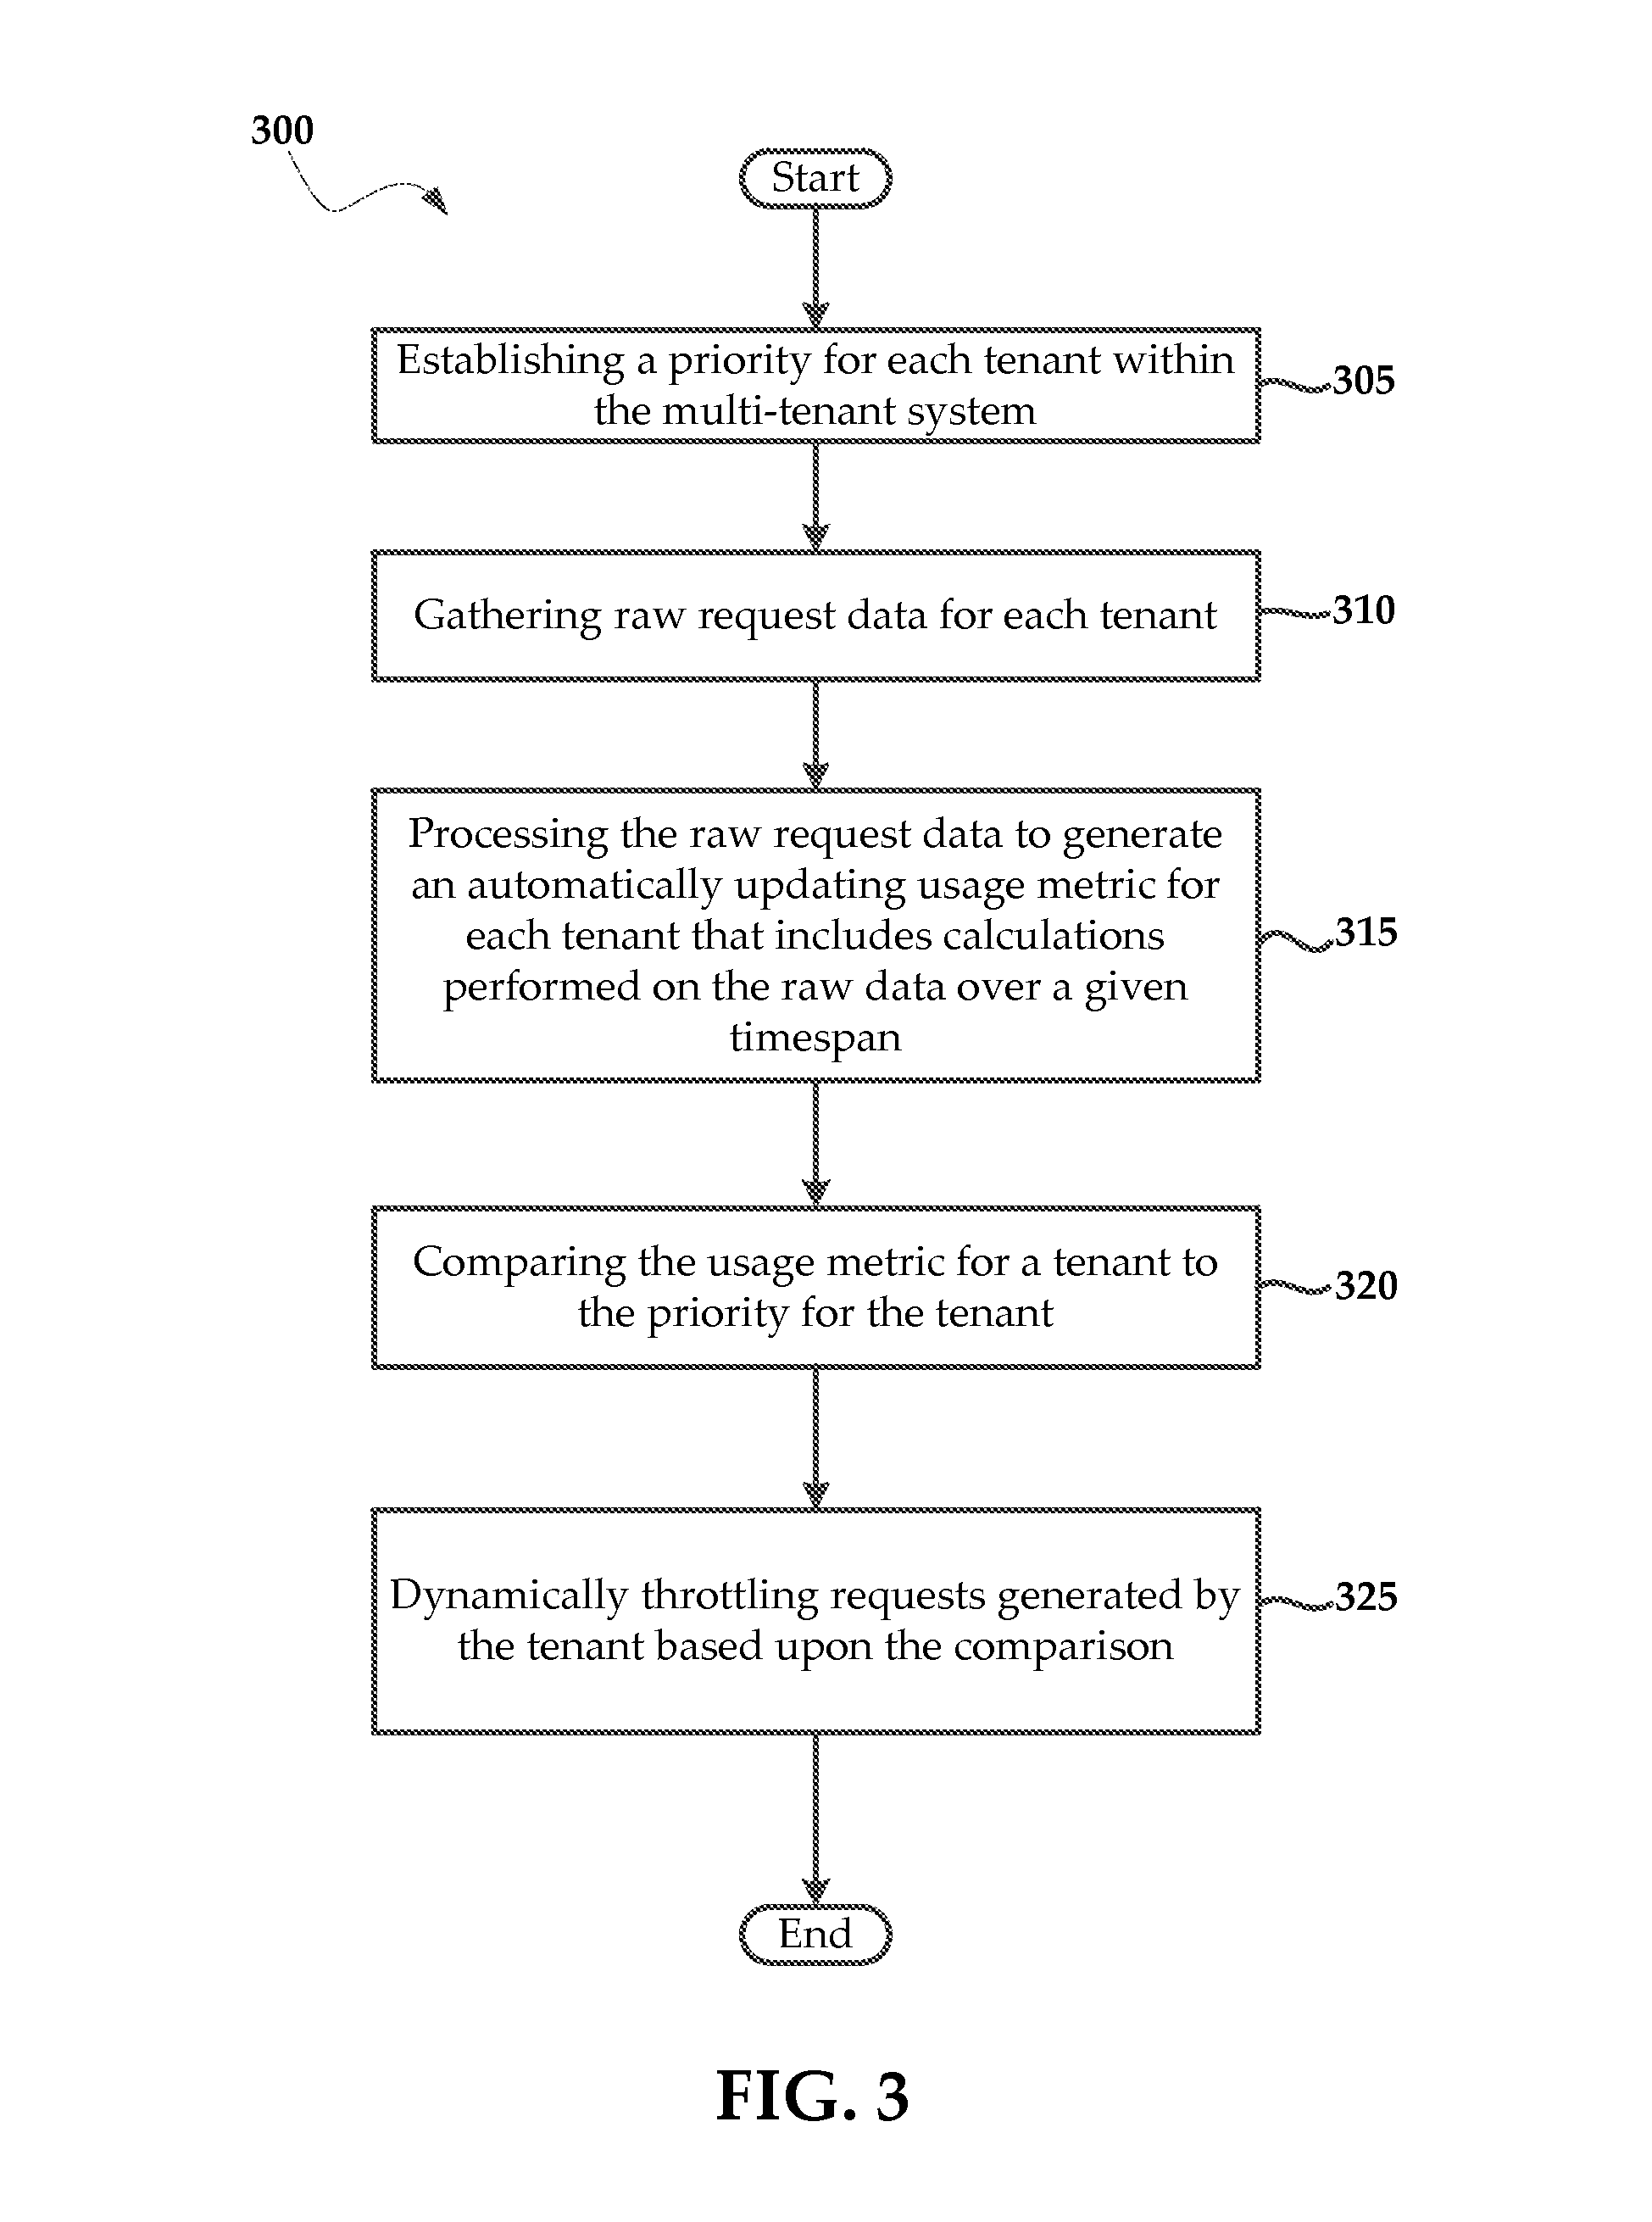 300
Start
Establishing a priority for each tenant within
the multi-tenant system
305
Gathering raw request data for each tenant
310
Processing the raw request data to generate
an automatically updating usage metric for
each tenant that includes calculations
performed on the raw data over a given
timespan
315
Comparing the usage metric for a tenant to
the priority for the tenant
320
Dynamically throttling requests generated by
the tenant based upon the comparison
325
End
FIG. 3